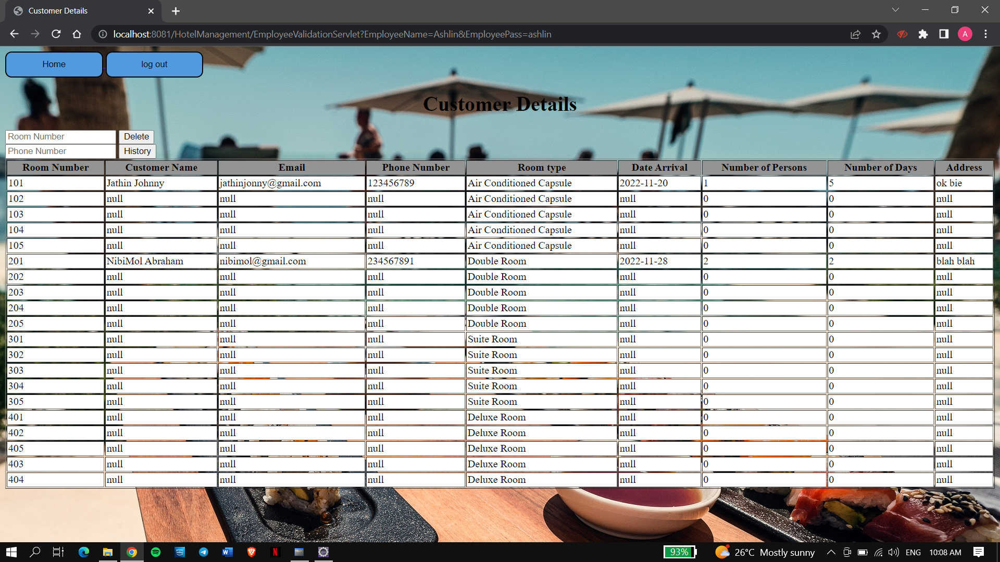 Customer Details
localhost:8081/HotelManagement/EmployeeValidationServlet?EmployeeName=Ashlin&EmployeePass=ashlin
A
Home log out
Customer Details
Room Number Delete
Phone Number History
Room Number Customer Name Email Phone Number Room type Date Arrival Number of Persons Number of Days Address
101 Jathin Johnny jathinjonny@gmail.com 123456789 Air Conditioned Capsule 2022-11-20 1 5 ok bie
102 null null null Air Conditioned Capsule null 0 0 null
103 null null null Air Conditioned Capsule null 0 0 null
104 null null null Air Conditioned Capsule null 0 0 null
105 null null null Air Conditioned Capsule null 0 0 null
201 NibiMol Abraham nibimol@gmail.com 234567891 Double Room 2022-11-28 2 2 blah blah
202 null null null Double Room null 0 0 null
203 null null null Double Room null 0 0 null
204 null null null Double Room null 0 0 null
205 null null null Double Room null 0 0 null
301 null null null Suite Room null 0 0 null
302 null null null Suite Room null 0 0 null
303 null null null Suite Room null 0 0 null
304 null null null Suite Room null 0 0 null
305 null null null Suite Room null 0 0 null
401 null null null Deluxe Room null 0 0 null
402 null null null Deluxe Room null 0 0 null
405 null null null Deluxe Room null 0 0 null
403 null null null Deluxe Room null 0 0 null
404 null null null Deluxe Room null 0 0 null
93% 26°C Mostly sunny ENG 10:08 AM